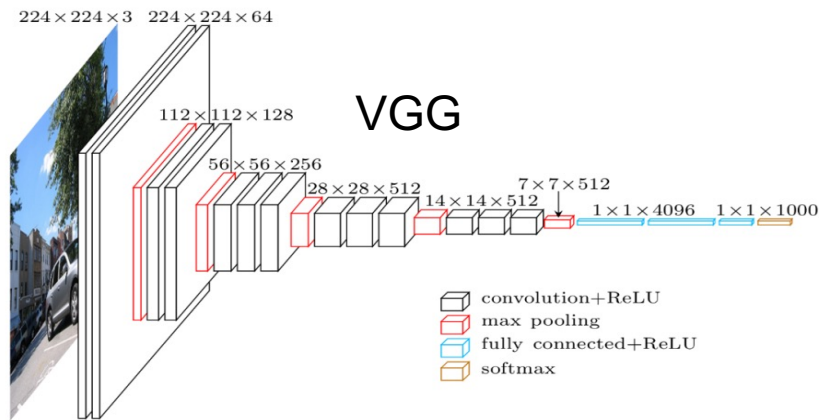 224×224×3
224×224×64
112×112×128
VGG
56×56×256
28×28×512
14×14×512
7×7×512
1×1×4096
1×1×1000
convolution+ReLU
max pooling
fully connected+ReLU
softmax